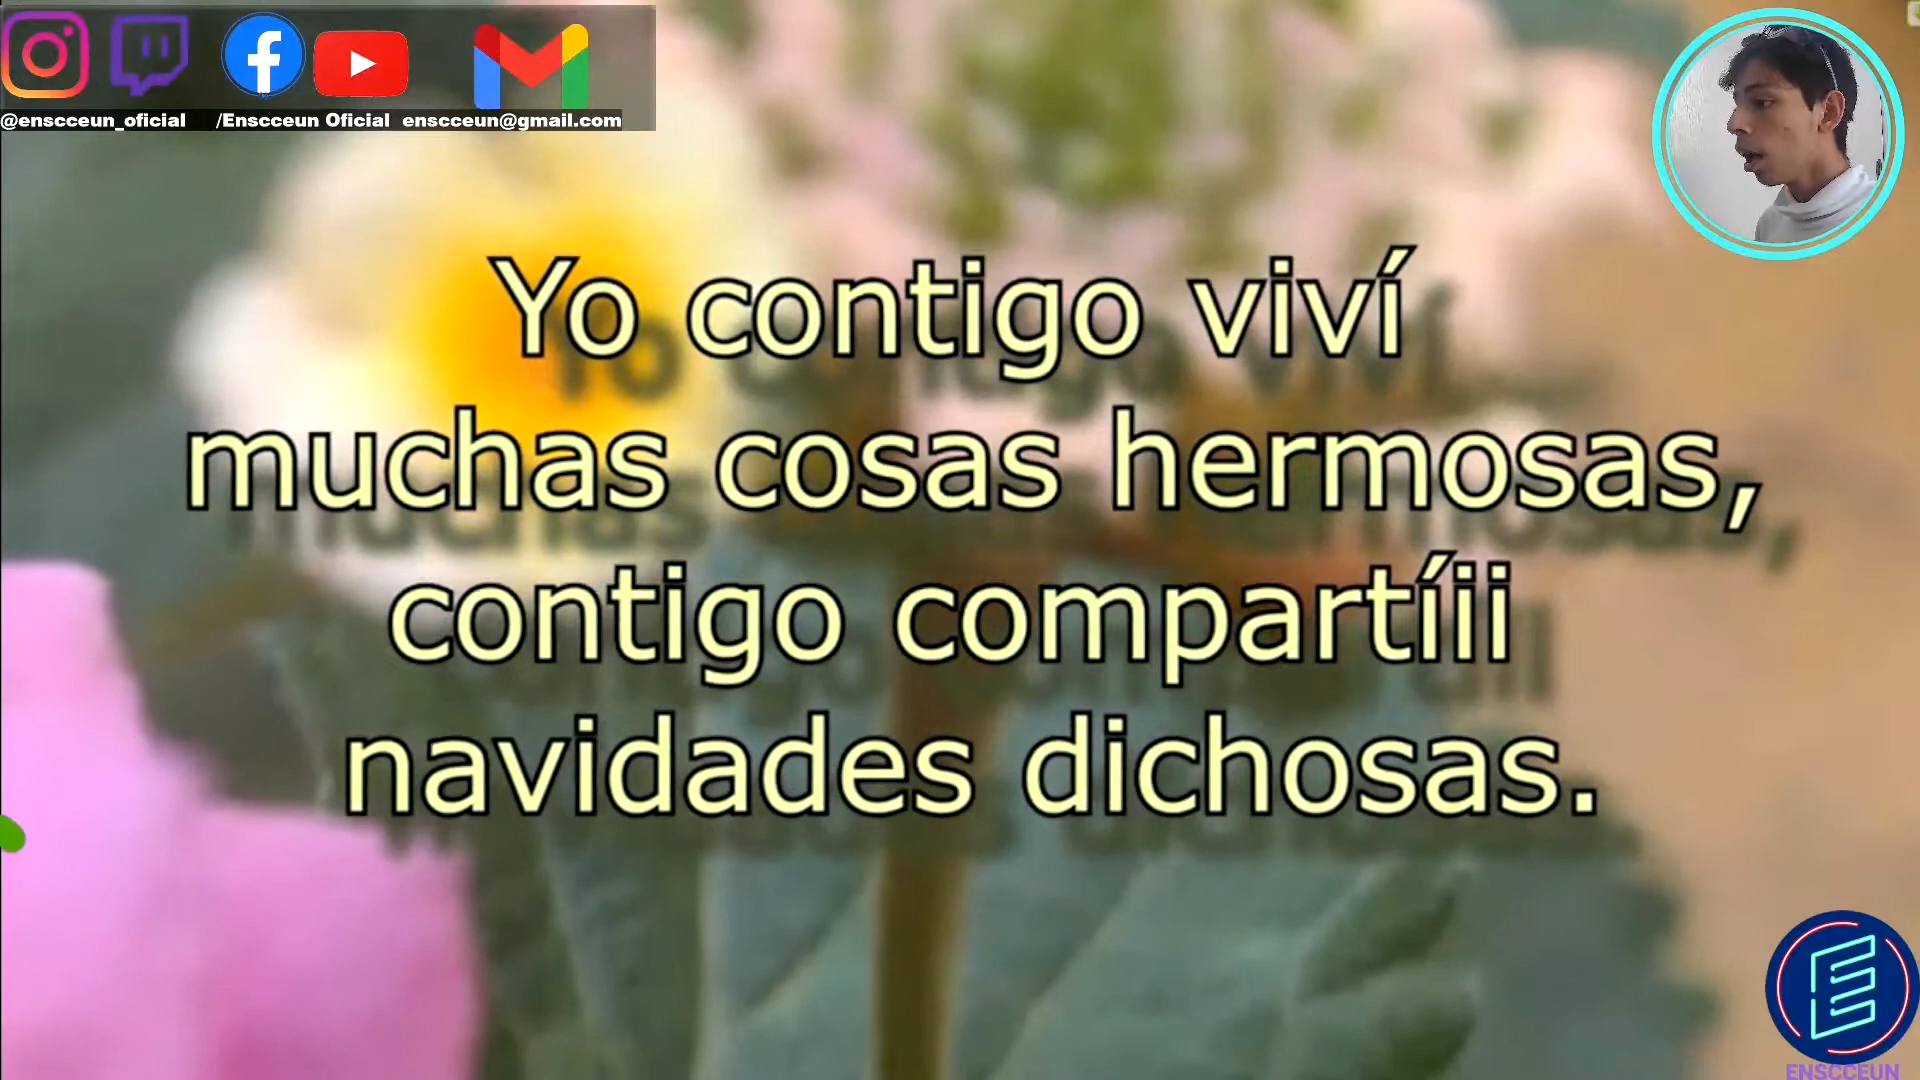 @enscceun_oficial /Enscceun Oficial enscceun@gmail.com
Yo contigo viví
muchas cosas hermosas,
contigo compartíii
navidades dichosas.
ENSCCEUN